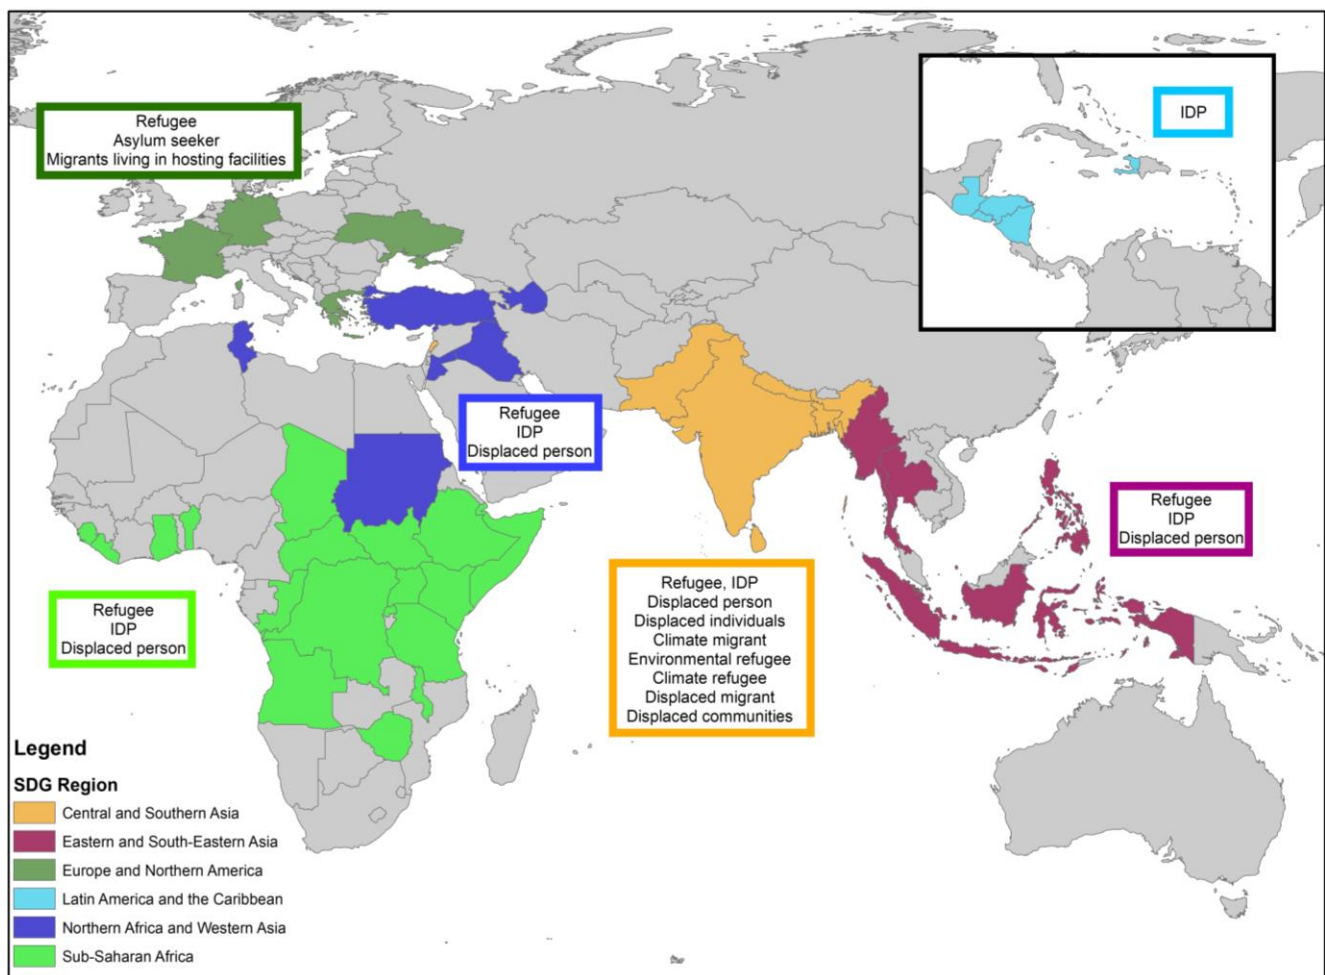 Refugee
Asylum seeker
Migrants living in hosting facilities
IDP
Refugee
IDP
Displaced person
Refugee
IDP
Displaced person
Refugee
IDP
Displaced person
Refugee, IDP
Displaced person
Displaced individuals
Climate migrant
Environmental refugee
Climate refugee
Displaced migrant
Displaced communities
Legend
SDG Region
Central and Southern Asia
Eastern and South-Eastern Asia
Europe and Northern America
Latin America and the Caribbean
Northern Africa and Western Asia
Sub-Saharan Africa